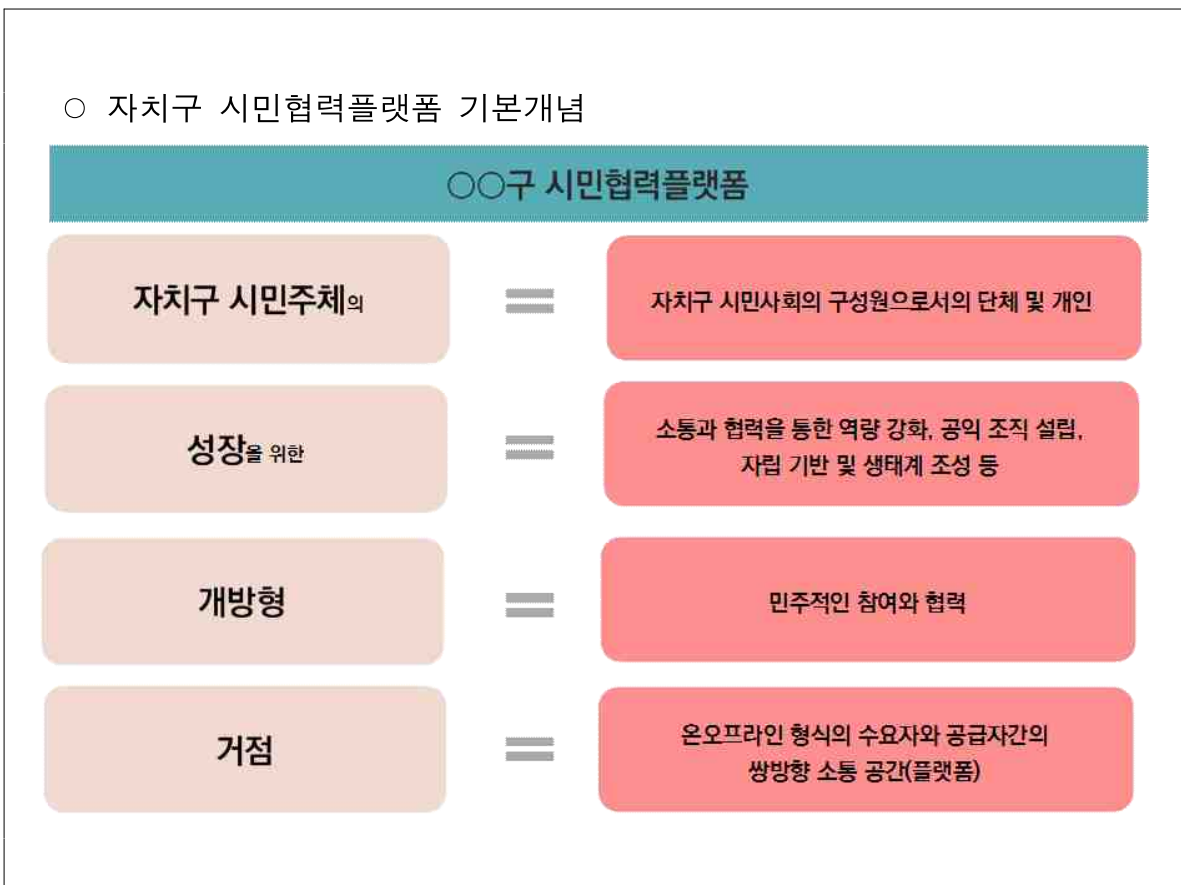 ○ 자치구 시민협력플랫폼 기본개념
○○구 시민협력플랫폼
자치구 시민주체의
=
자치구 시민사회의 구성원으로서의 단체 및 개인
성장을 위한
=
소통과 협력을 통한 역량 강화, 공익 조직 설립,
자립 기반 및 생태계 조성 등
개방형
=
민주적인 참여와 협력
거점
=
온오프라인 형식의 수요자와 공급자간의
쌍방향 소통 공간(플랫폼)